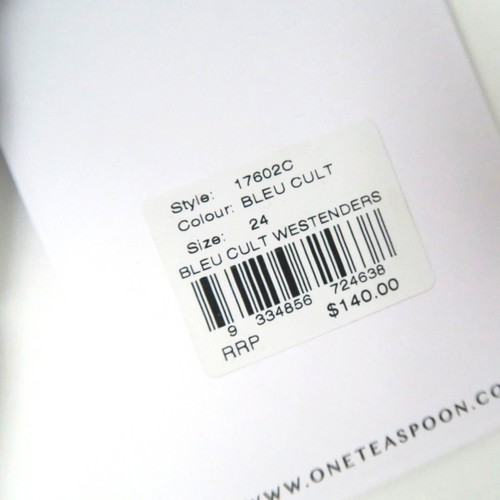 Style: 17602C
Colour: BLEU CULT
Size: 24
BLEU CULT WESTENDERS
9 334856 724638
RRP $140.00
WWW.ONETEASPOON.CO